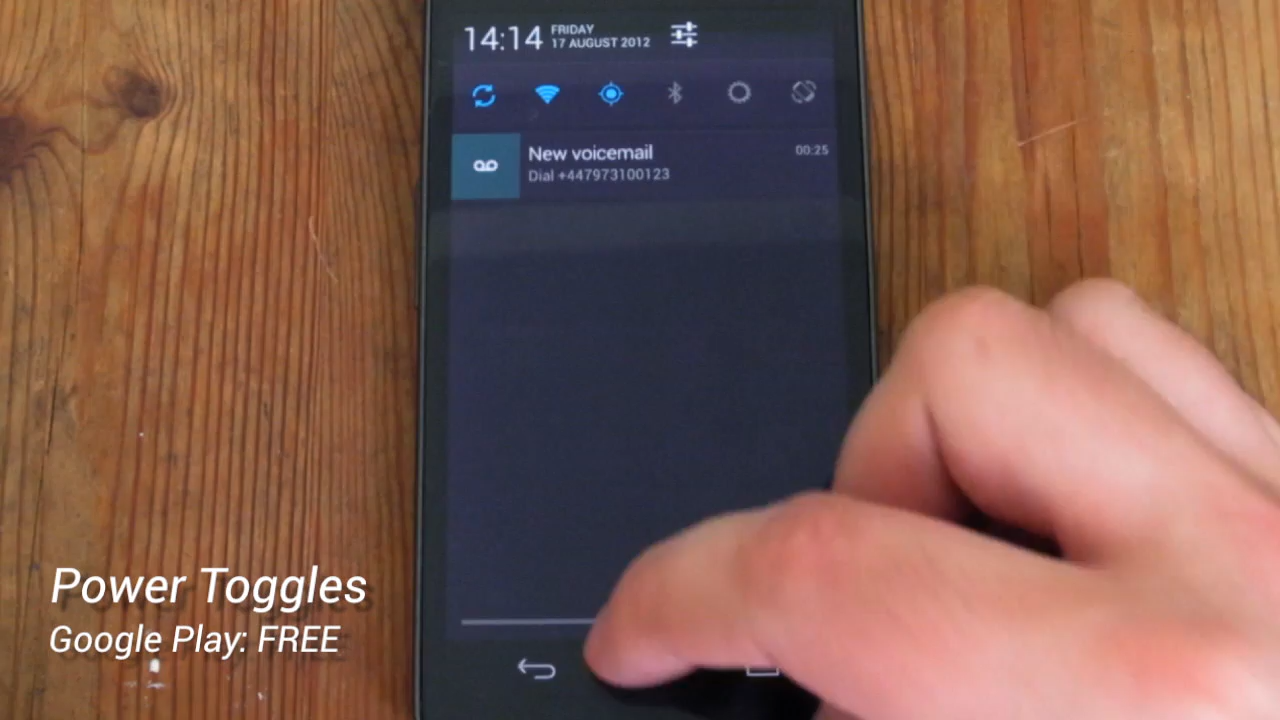 14:14
FRIDAY
17 AUGUST 2012
New voicemail
00:25
Dial +447973100123
Power Toggles
Google Play: FREE